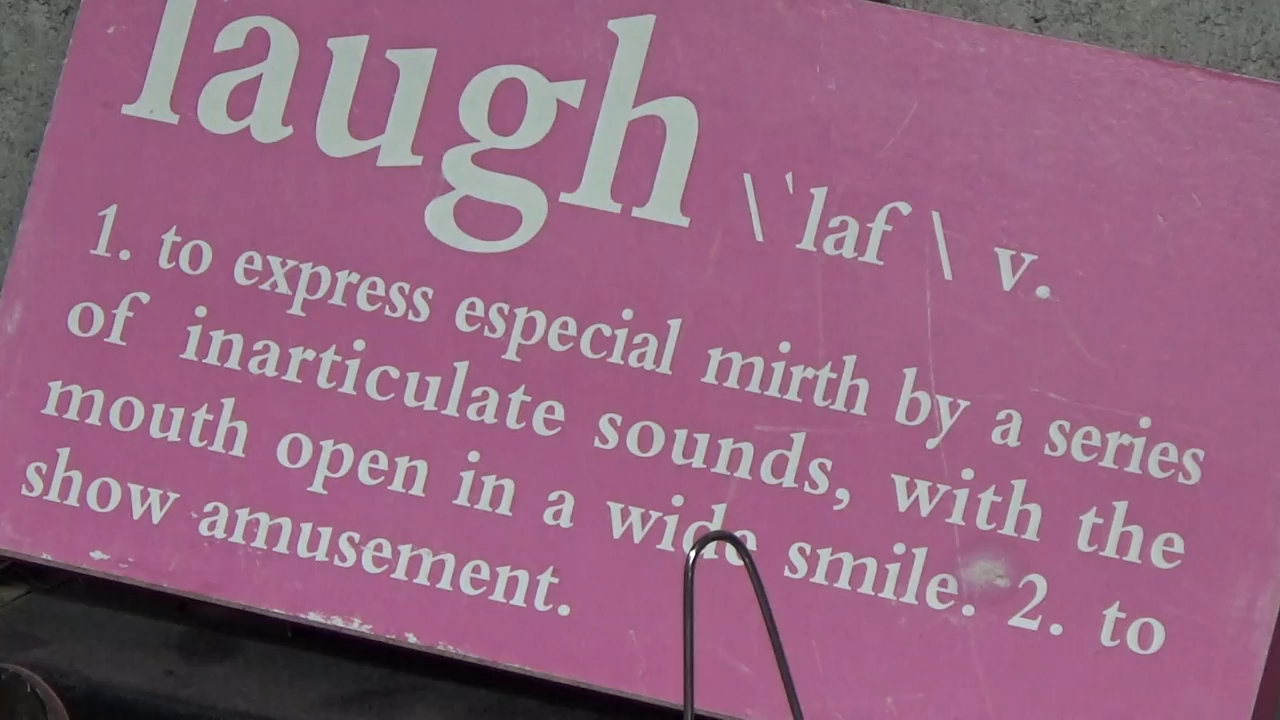 laugh \ˈlaf \ v.
1. to express especial mirth by a series
of inarticulate sounds, with the
mouth open in a wide smile. 2. to
show amusement.